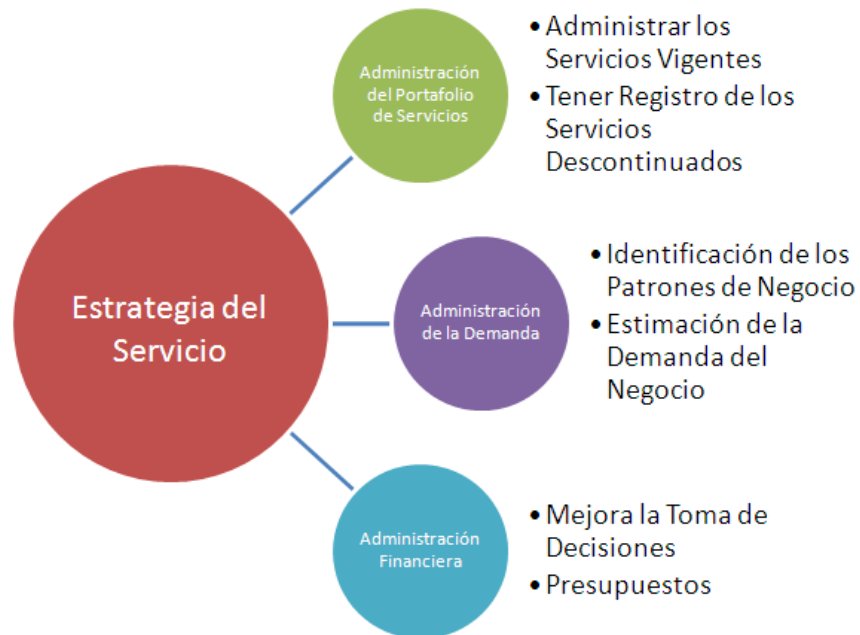 Estrategia del
Servicio
Administración
del Portafolio
de Servicios
• Administrar los
Servicios Vigentes
• Tener Registro de los
Servicios
Descontinuados
Administración
de la Demanda
• Identificación de los
Patrones de Negocio
• Estimación de la
Demanda del
Negocio
Administración
Financiera
• Mejora la Toma de
Decisiones
• Presupuestos